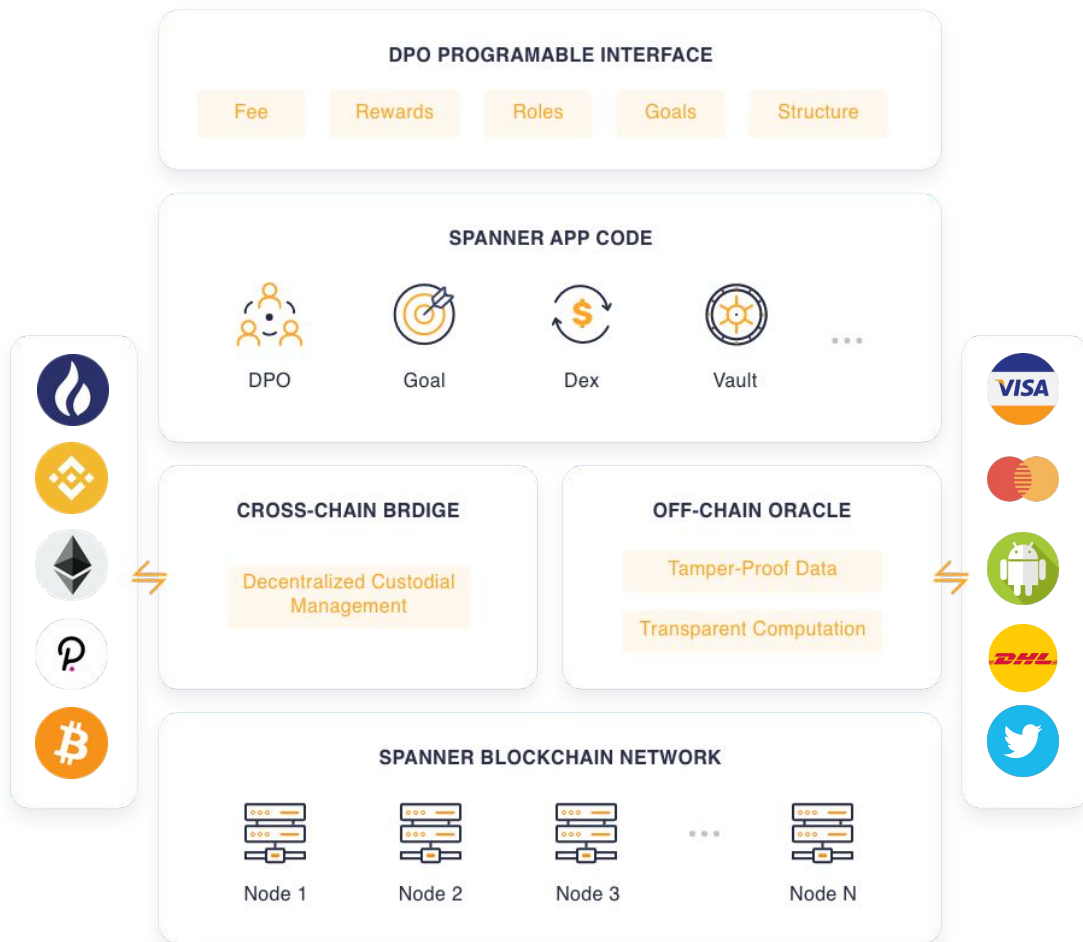 DPO PROGRAMABLE INTERFACE
Fee
Rewards
Roles
Goals
Structure
SPANNER APP CODE
DPO
Goal
Dex
Vault
...
CROSS-CHAIN BRDIGE
Decentralized Custodial
Management
OFF-CHAIN ORACLE
Tamper-Proof Data
Transparent Computation
VISA
DHL
SPANNER BLOCKCHAIN NETWORK
Node 1
Node 2
Node 3
...
Node N